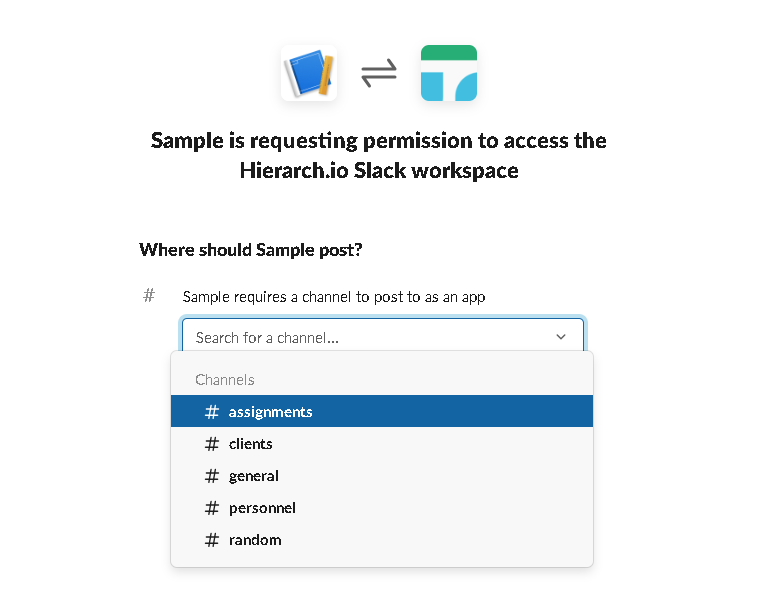 Sample is requesting permission to access the
Hierarch.io Slack workspace
Where should Sample post?
# Sample requires a channel to post to as an app
Search for a channel...
Channels
# assignments
# clients
# general
# personnel
# random